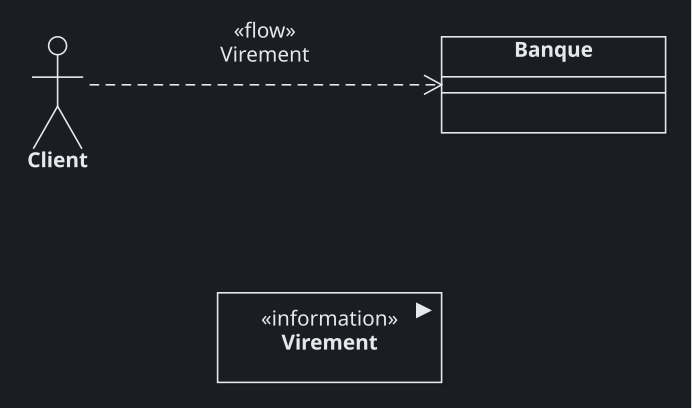 «flow»
Virement
Banque
Client
«information»
Virement